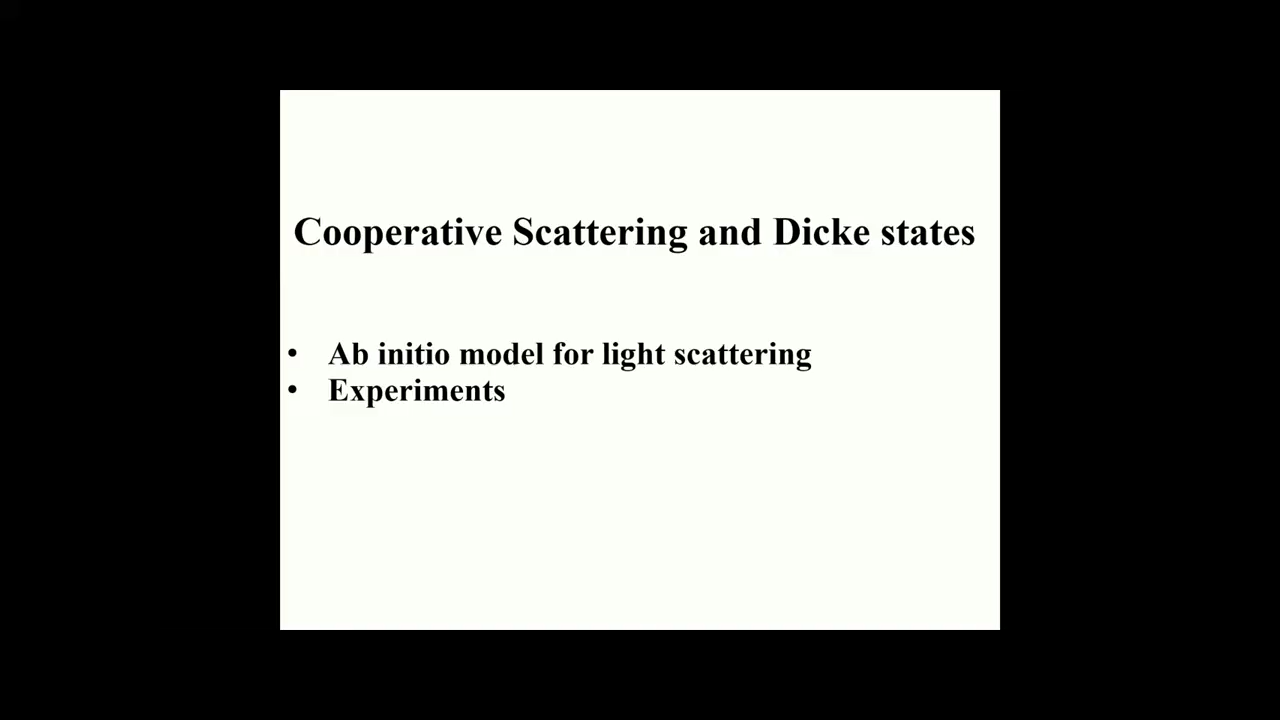 Cooperative Scattering and Dicke states
• Ab initio model for light scattering
• Experiments